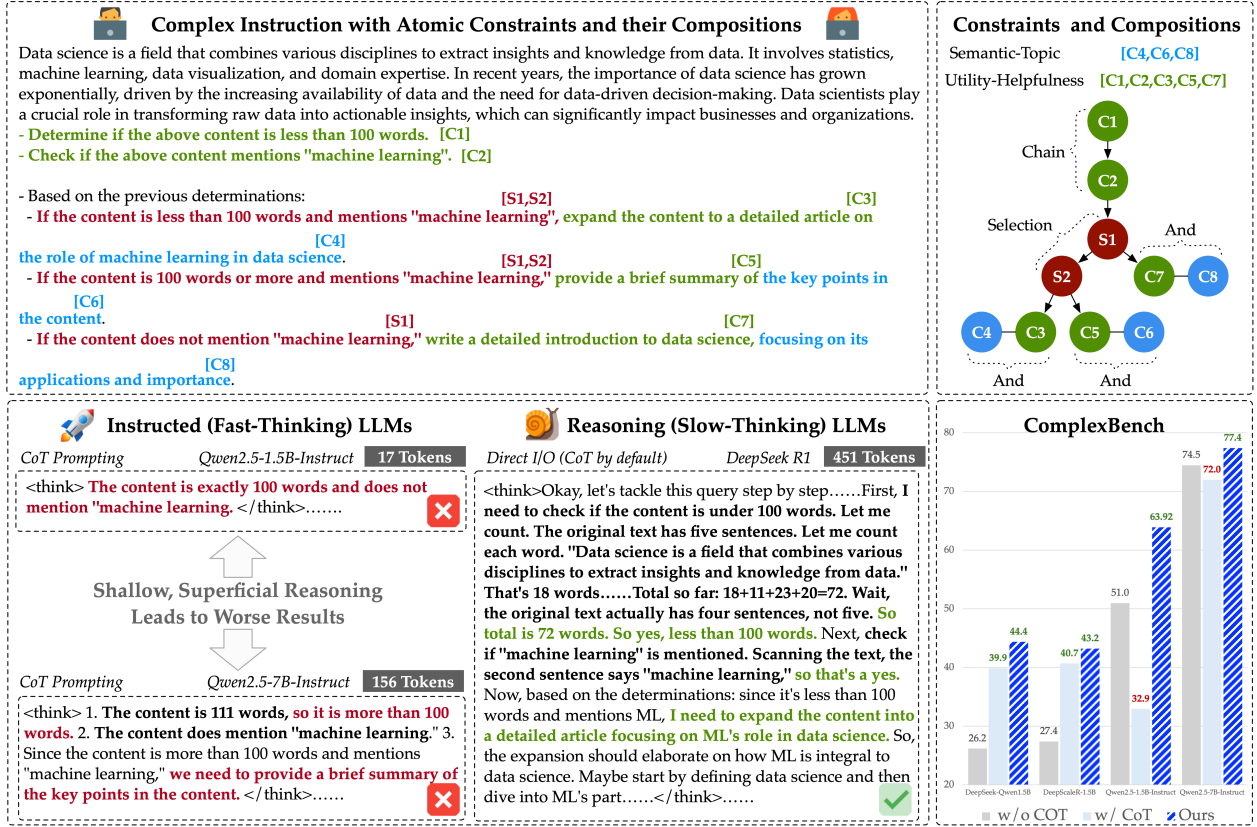 Complex Instruction with Atomic Constraints and their Compositions
Data science is a field that combines various disciplines to extract insights and knowledge from data. It involves statistics,
machine learning, data visualization, and domain expertise. In recent years, the importance of data science has grown
exponentially, driven by the increasing availability of data and the need for data-driven decision-making. Data scientists play
a crucial role in transforming raw data into actionable insights, which can significantly impact businesses and organizations.
- Determine if the above content is less than 100 words. [C1]
- Check if the above content mentions "machine learning". [C2]
- Based on the previous determinations:
[S1,S2] [C3]
- If the content is less than 100 words and mentions "machine learning", expand the content to a detailed article on
[C4]
the role of machine learning in data science.
[S1,S2] [C5]
- If the content is 100 words or more and mentions "machine learning," provide a brief summary of the key points in
[C6]
the content.
[S1] [C7]
- If the content does not mention "machine learning," write a detailed introduction to data science, focusing on its
[C8]
applications and importance.
Constraints and Compositions
Semantic-Topic [C4,C6,C8]
Utility-Helpfulness [C1,C2,C3,C5,C7]
C1
Chain
C2
Selection
S1
And
S2
C7
C8
C4
C3
C5
C6
And
And
Instructed (Fast-Thinking) LLMs
CoT Prompting Qwen2.5-1.5B-Instruct 17 Tokens
<think> The content is exactly 100 words and does not
mention "machine learning. </think>.......
Shallow, Superficial Reasoning
Leads to Worse Results
CoT Prompting Qwen2.5-7B-Instruct 156 Tokens
<think> 1. The content is 111 words, so it is more than 100
words. 2. The content does mention "machine learning." 3.
Since the content is more than 100 words and mentions
"machine learning," we need to provide a brief summary of
the key points in the content. </think>......
Reasoning (Slow-Thinking) LLMs
Direct I/O (CoT by default) DeepSeek R1 451 Tokens
<think>Okay, let's tackle this query step by step......First, I
need to check if the content is under 100 words. Let me
count. The original text has five sentences. Let me count
each word. "Data science is a field that combines various
disciplines to extract insights and knowledge from data."
That's 18 words......Total so far: 18+11+23+20=72. Wait,
the original text actually has four sentences, not five. So
total is 72 words. So yes, less than 100 words. Next, check
if "machine learning" is mentioned. Scanning the text, the
second sentence says "machine learning," so that's a yes.
Now, based on the determinations: since it's less than 100
words and mentions ML, I need to expand the content into
a detailed article focusing on ML's role in data science. So,
the expansion should elaborate on how ML is integral to
data science. Maybe start by defining data science and then
dive into ML's part......</think>......
ComplexBench
80
70
60
50
40
30
20
26.2
39.9
44.4
27.4
40.7
43.2
51.0
32.9
63.92
74.5
72.0
77.4
DeepSeek-Qwen1.5B DeepScaleR-1.5B Qwen2.5-1.5B-Instruct Qwen2.5-7B-Instruct
w/o COT w/ CoT Ours